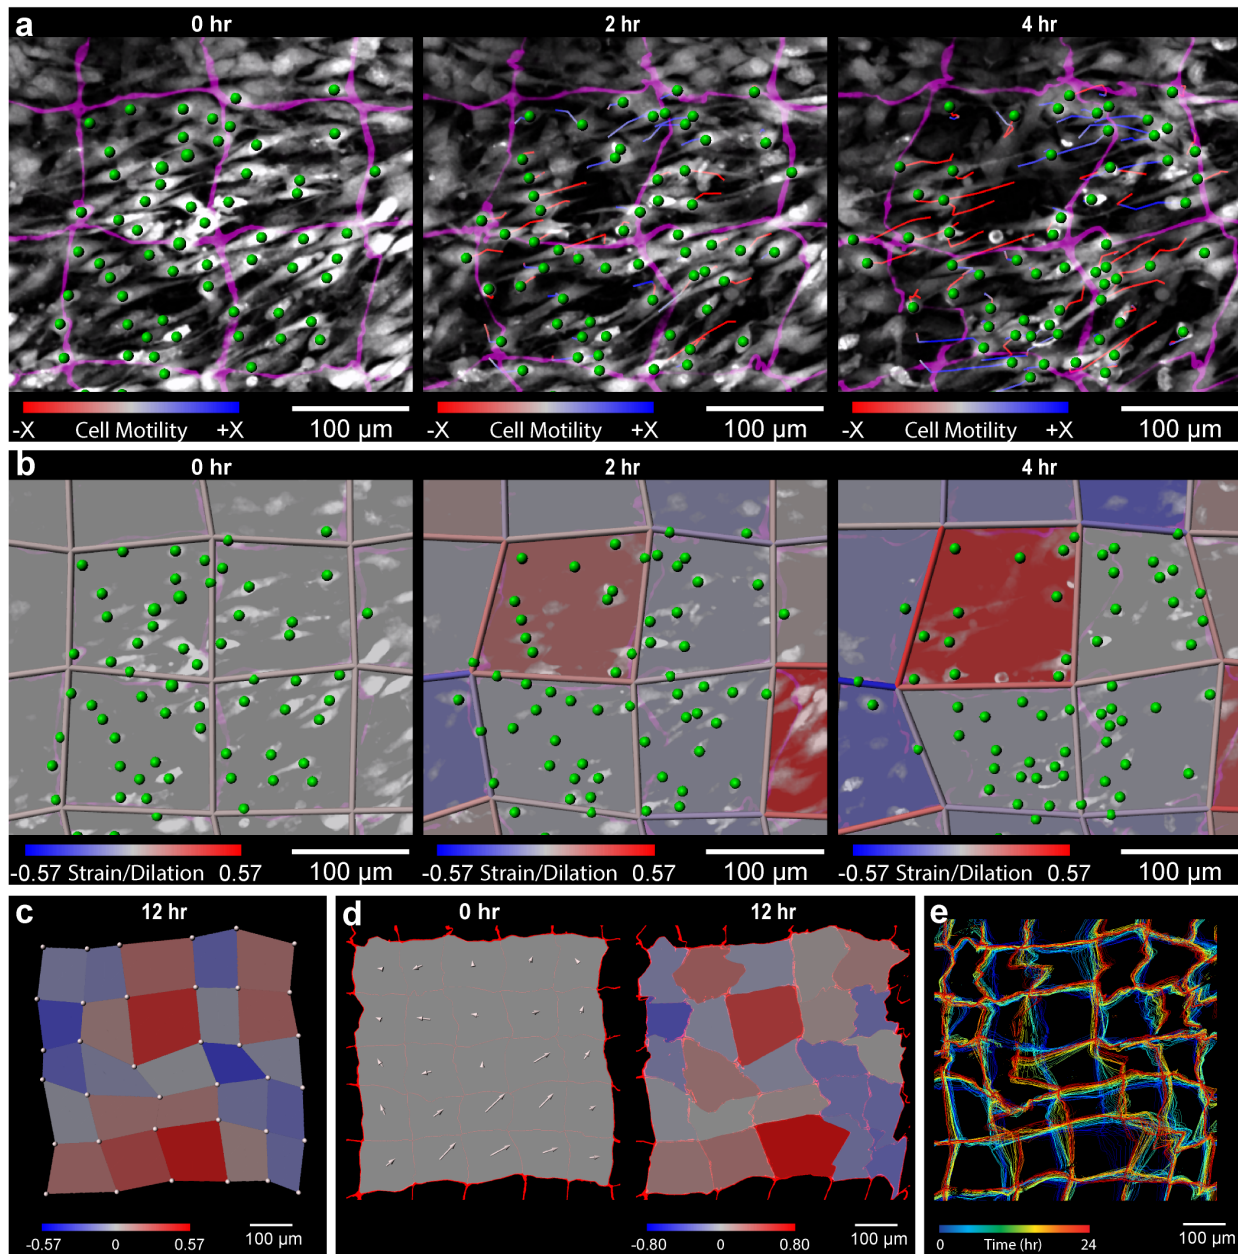 a
0 hr
2 hr
4 hr
-X Cell Motility +X
100 µm
-X Cell Motility +X
100 µm
-X Cell Motility +X
100 µm
b
0 hr
2 hr
4 hr
-0.57 Strain/Dilation 0.57
100 µm
-0.57 Strain/Dilation 0.57
100 µm
-0.57 Strain/Dilation 0.57
100 µm
c
12 hr
-0.57 0 0.57
100 µm
d
0 hr
12 hr
-0.80 0 0.80
100 µm
e
0 Time (hr) 24
100 µm